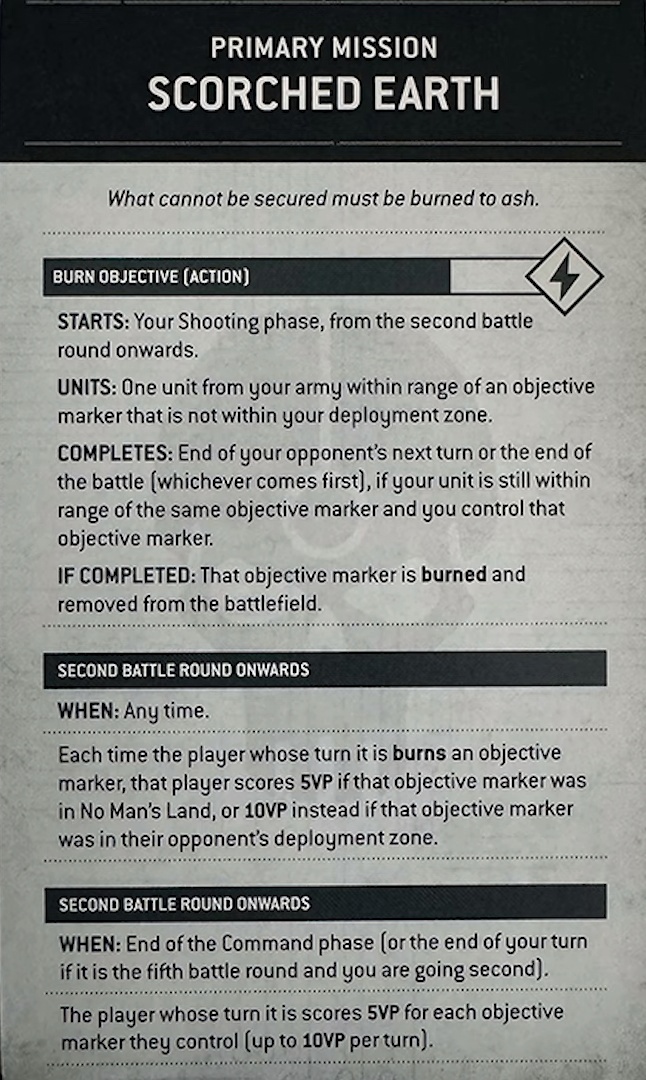 PRIMARY MISSION
SCORCHED EARTH
What cannot be secured must be burned to ash.
BURN OBJECTIVE (ACTION)
STARTS: Your Shooting phase, from the second battle
round onwards.
UNITS: One unit from your army within range of an objective
marker that is not within your deployment zone.
COMPLETES: End of your opponent's next turn or the end of
the battle (whichever comes first), if your unit is still within
range of the same objective marker and you control that
objective marker.
IF COMPLETED: That objective marker is burned and
removed from the battlefield.
SECOND BATTLE ROUND ONWARDS
WHEN: Any time.
Each time the player whose turn it is burns an objective
marker, that player scores 5VP if that objective marker was
in No Man's Land, or 10VP instead if that objective marker
was in their opponent's deployment zone.
SECOND BATTLE ROUND ONWARDS
WHEN: End of the Command phase (or the end of your turn
if it is the fifth battle round and you are going second).
The player whose turn it is scores 5VP for each objective
marker they control (up to 10VP per turn).